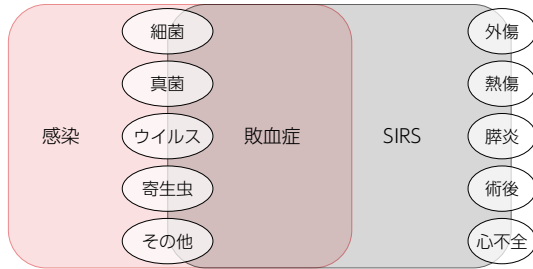 細菌
外傷
真菌
熱傷
感染
ウイルス
敗血症
SIRS
膵炎
寄生虫
術後
その他
心不全